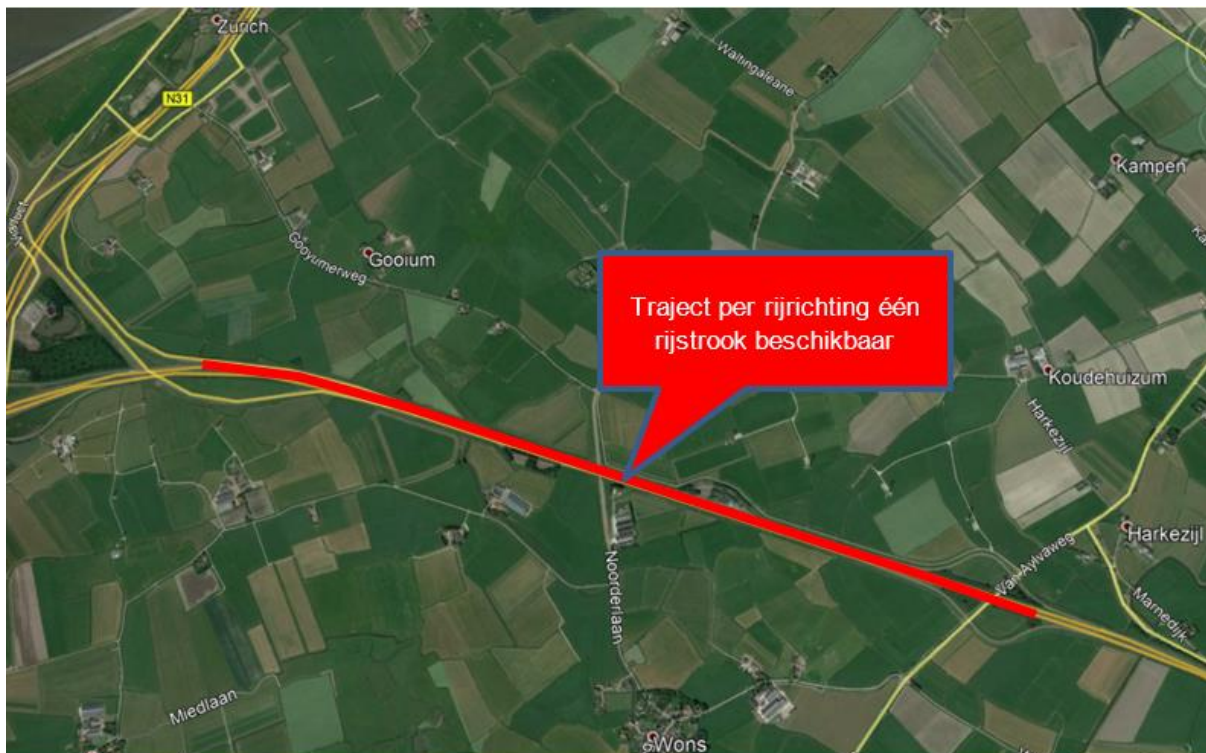 Zurich
N31
Waltingaleane
Kampen
Gooyumerweg
Gooium
Traject per rijrichting één
rijstrook beschikbaar
Koudehuizum
Harkezijl
Harkezijl
Van Aylvaweg
Noorderlaan
Marnedijk
Miedlaan
Wons